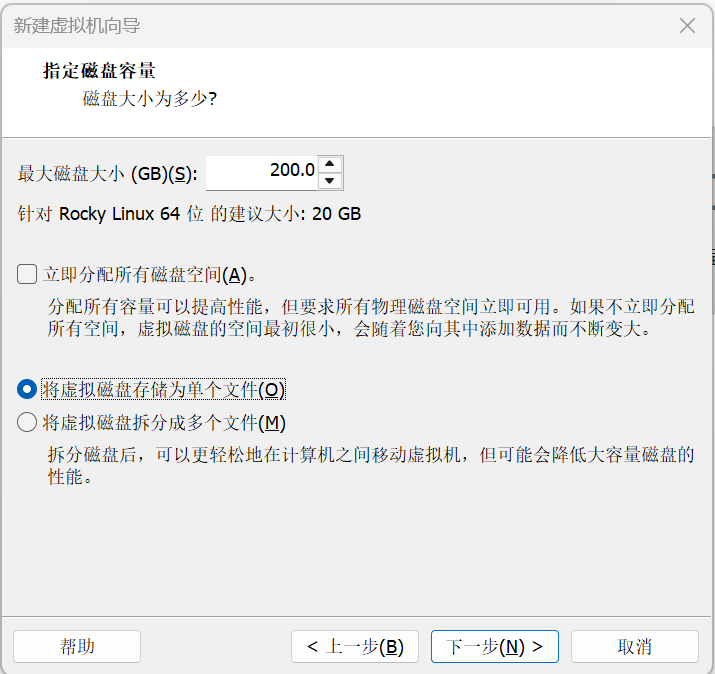 新建虚拟机向导
指定磁盘容量
磁盘大小为多少?
最大磁盘大小 (GB)(S): 200.0
针对 Rocky Linux 64 位 的建议大小: 20 GB
立即分配所有磁盘空间(A)。
分配所有容量可以提高性能，但要求所有物理磁盘空间立即可用。如果不立即分配
所有空间，虚拟磁盘的空间最初很小，会随着您向其中添加数据而不断变大。
将虚拟磁盘存储为单个文件(O)
将虚拟磁盘拆分成多个文件(M)
拆分磁盘后，可以更轻松地在计算机之间移动虚拟机，但可能会降低大容量磁盘的
性能。
帮助 < 上一步(B) 下一步(N) > 取消